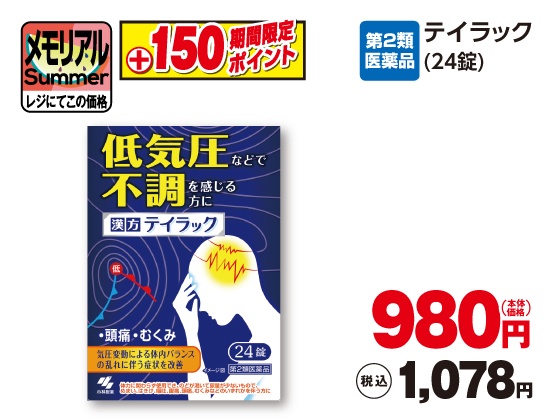 メモリアル
Summer
レジにてこの価格
+150 期間限定
ポイント
第2類
医薬品
テイラック
(24錠)
低気圧などで
不調を感じる
方に
漢方 テイラック
低
・頭痛・むくみ
気圧変動による体内バランス
の乱れに伴う症状を改善
イメージ図
24錠
第2類医薬品
小林製薬
980円
(本体価格)
税込 1,078円